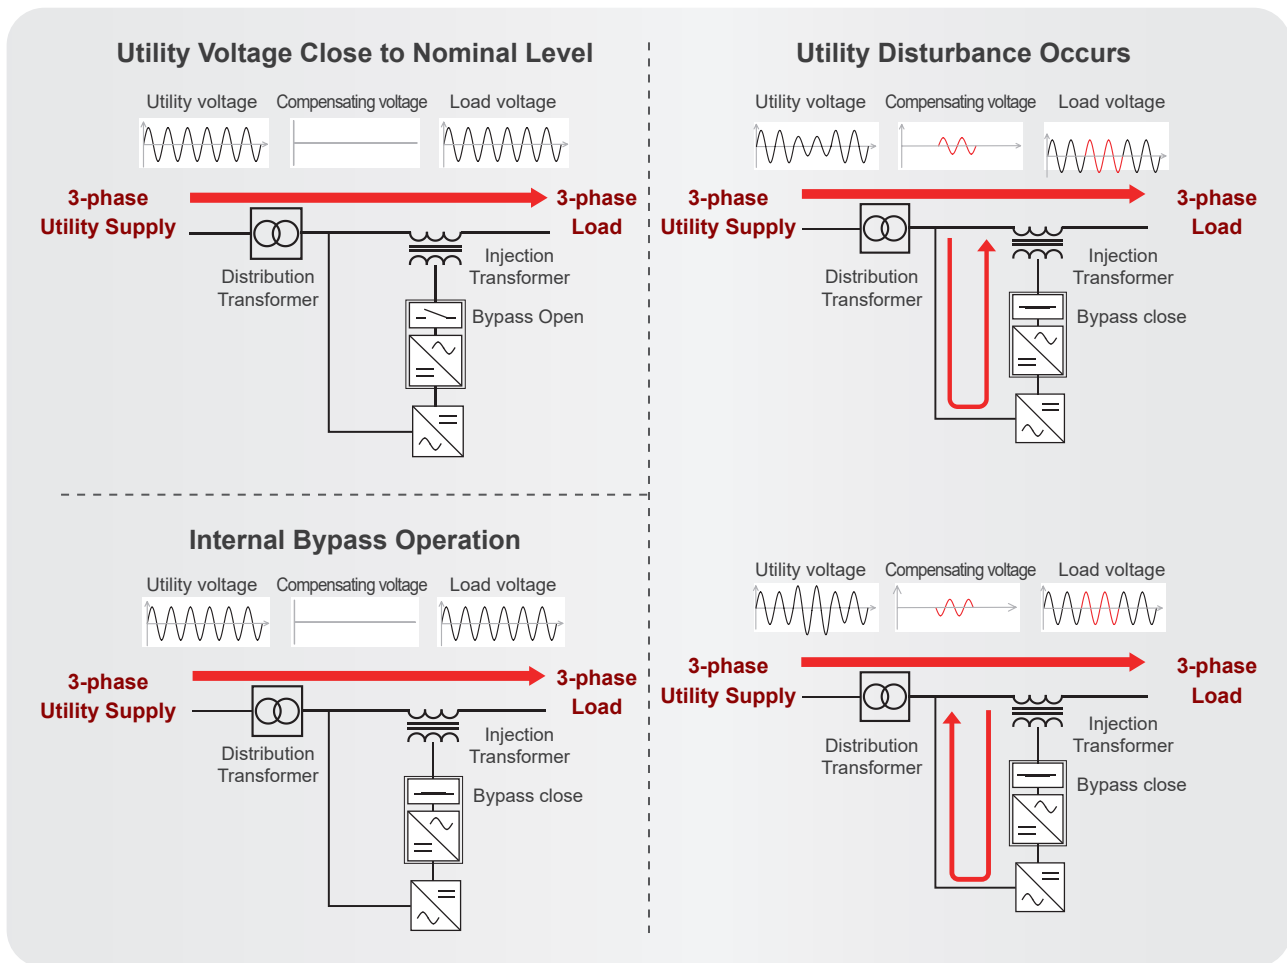 Utility Voltage Close to Nominal Level
Utility voltage
Compensating voltage
Load voltage
3-phase
Utility Supply
3-phase
Load
Distribution
Transformer
Injection
Transformer
Bypass Open
Utility Disturbance Occurs
Utility voltage
Compensating voltage
Load voltage
3-phase
Utility Supply
3-phase
Load
Distribution
Transformer
Injection
Transformer
Bypass close
Internal Bypass Operation
Utility voltage
Compensating voltage
Load voltage
3-phase
Utility Supply
3-phase
Load
Distribution
Transformer
Injection
Transformer
Bypass close
Utility voltage
Compensating voltage
Load voltage
3-phase
Utility Supply
3-phase
Load
Distribution
Transformer
Injection
Transformer
Bypass close